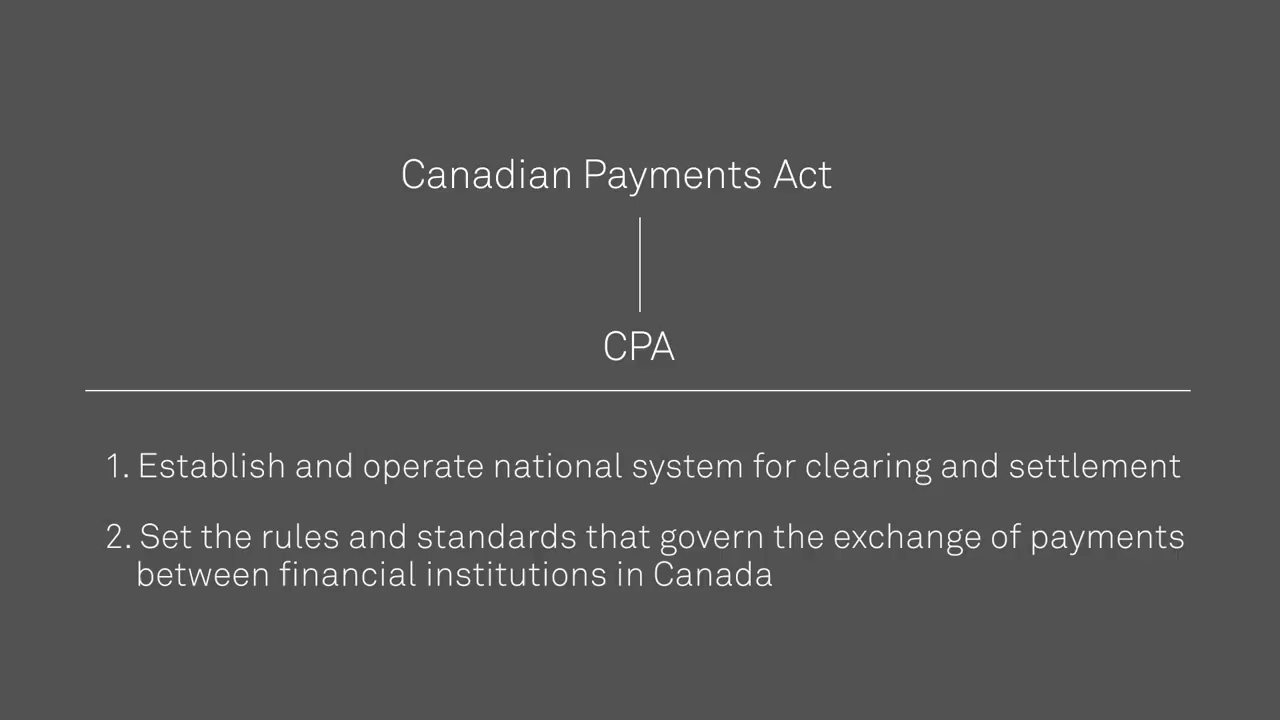 Canadian Payments Act
CPA
1. Establish and operate national system for clearing and settlement
2. Set the rules and standards that govern the exchange of payments
between financial institutions in Canada